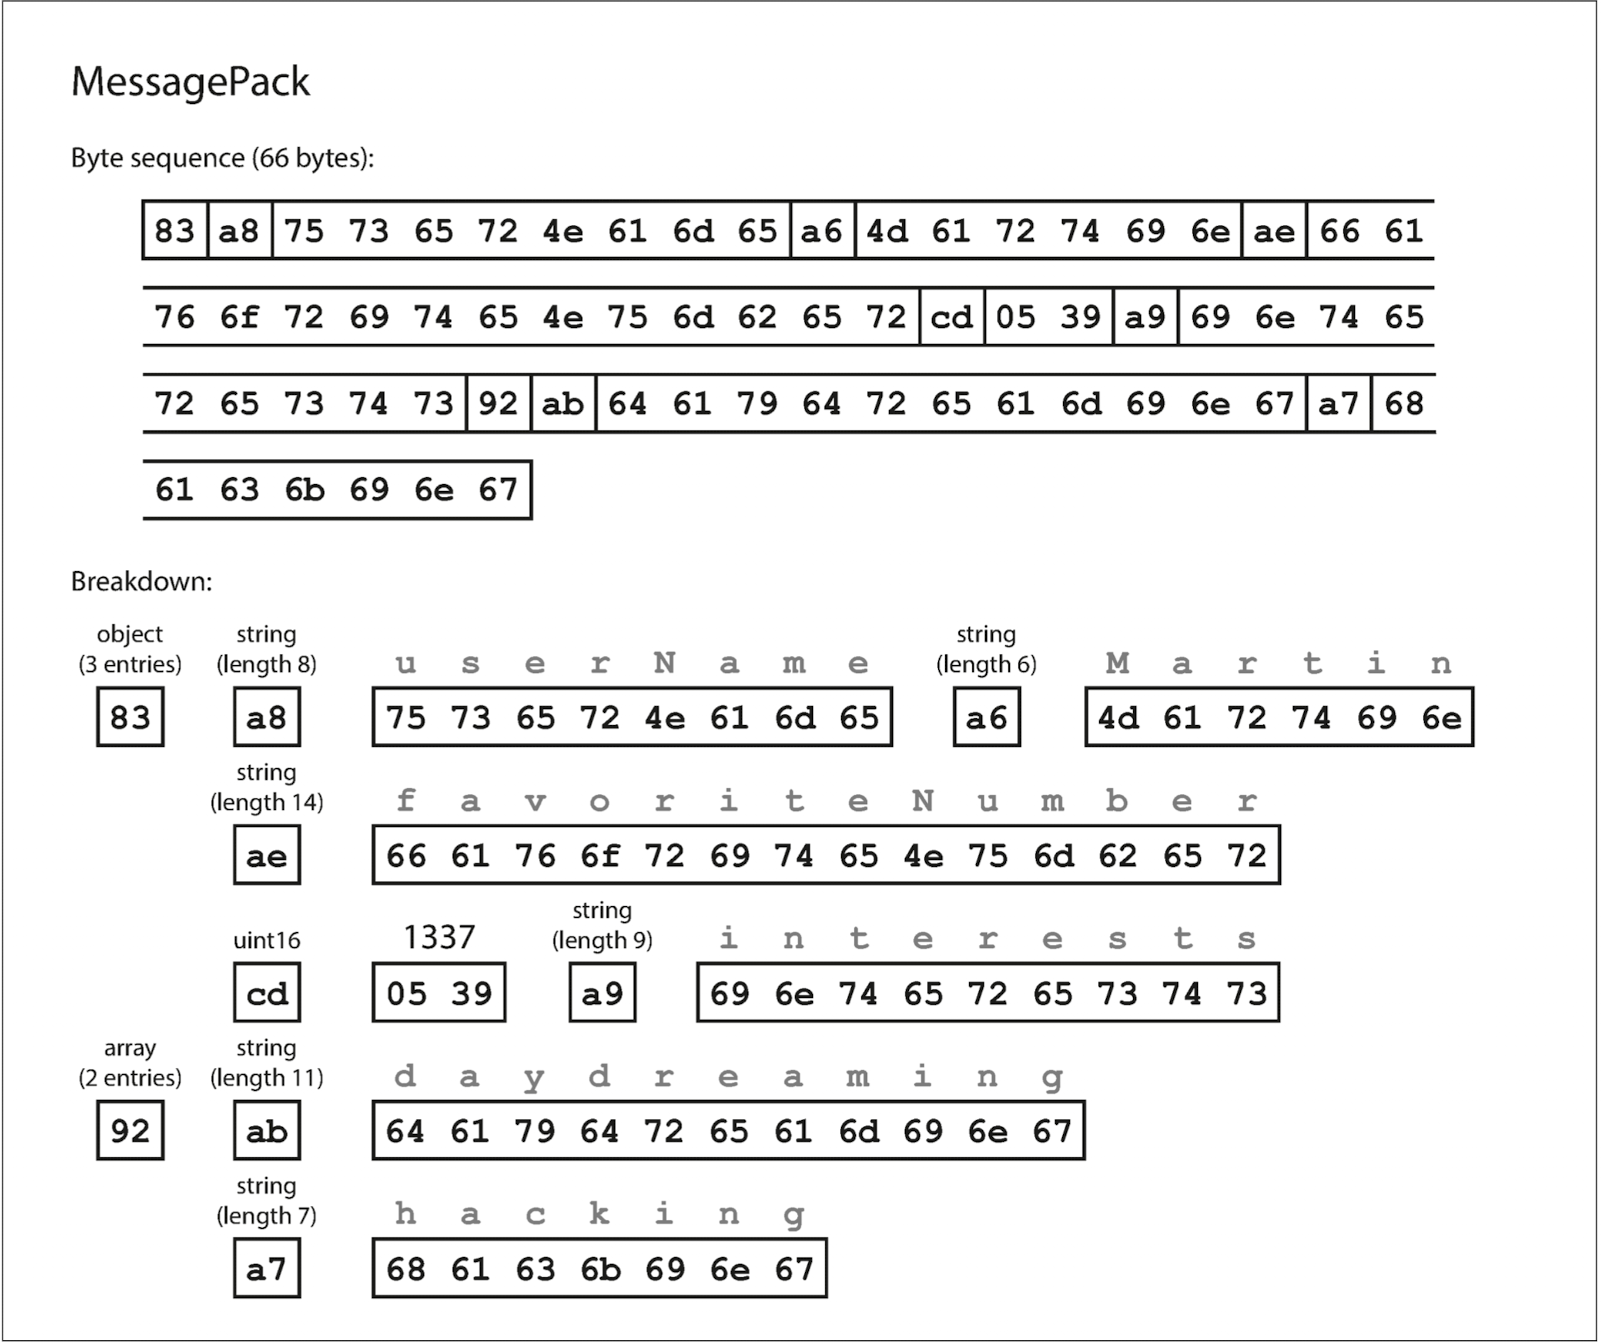 MessagePack
Byte sequence (66 bytes):
83 a8 75 73 65 72 4e 61 6d 65 a6 4d 61 72 74 69 6e ae 66 61
76 6f 72 69 74 65 4e 75 6d 62 65 72 cd 05 39 a9 69 6e 74 65
72 65 73 74 73 92 ab 64 61 79 64 72 65 61 6d 69 6e 67 a7 68
61 63 6b 69 6e 67
Breakdown:
object string string
(3 entries) (length 8) u s e r N a m e (length 6) M a r t i n
83 a8 75 73 65 72 4e 61 6d 65 a6 4d 61 72 74 69 6e
string
(length 14) f a v o r i t e N u m b e r
ae 66 61 76 6f 72 69 74 65 4e 75 6d 62 65 72
string
uint16 1337 (length 9) i n t e r e s t s
cd 05 39 a9 69 6e 74 65 72 65 73 74 73
array string
(2 entries) (length 11) d a y d r e a m i n g
92 ab 64 61 79 64 72 65 61 6d 69 6e 67
string
(length 7) h a c k i n g
a7 68 61 63 6b 69 6e 67